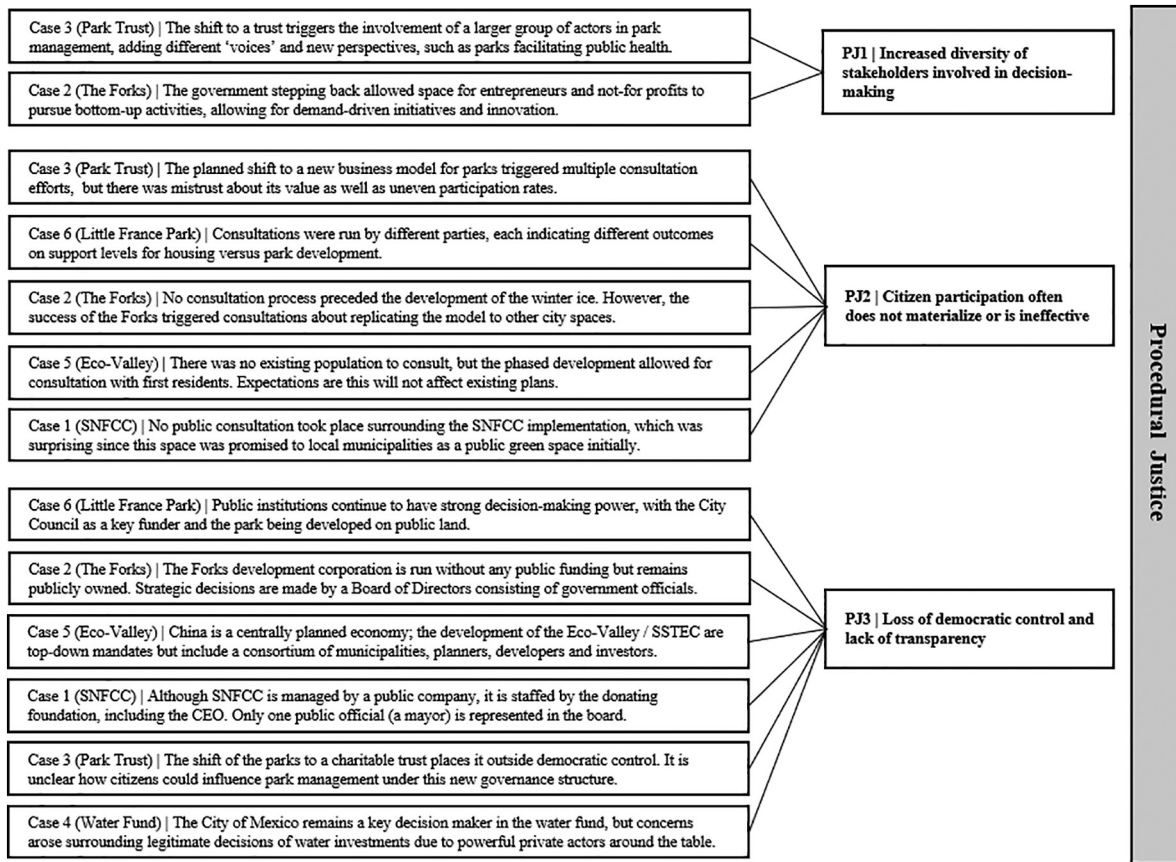 Case 3 (Park Trust) | The shift to a trust triggers the involvement of a larger group of actors in park
management, adding different ‘voices’ and new perspectives, such as parks facilitating public health.
Case 2 (The Forks) | The government stepping back allowed space for entrepreneurs and not-for profits to
pursue bottom-up activities, allowing for demand-driven initiatives and innovation.
PJ1 | Increased diversity of
stakeholders involved in decision-
making
Case 3 (Park Trust) | The planned shift to a new business model for parks triggered multiple consultation
efforts, but there was mistrust about its value as well as uneven participation rates.
Case 6 (Little France Park) | Consultations were run by different parties, each indicating different outcomes
on support levels for housing versus park development.
Case 2 (The Forks) | No consultation process preceded the development of the winter ice. However, the
success of the Forks triggered consultations about replicating the model to other city spaces.
Case 5 (Eco-Valley) | There was no existing population to consult, but the phased development allowed for
consultation with first residents. Expectations are this will not affect existing plans.
Case 1 (SNFCC) | No public consultation took place surrounding the SNFCC implementation, which was
surprising since this space was promised to local municipalities as a public green space initially.
PJ2 | Citizen participation often
does not materialize or is ineffective
Case 6 (Little France Park) | Public institutions continue to have strong decision-making power, with the City
Council as a key funder and the park being developed on public land.
Case 2 (The Forks) | The Forks development corporation is run without any public funding but remains
publicly owned. Strategic decisions are made by a Board of Directors consisting of government officials.
Case 5 (Eco-Valley) | China is a centrally planned economy; the development of the Eco-Valley / SSTEC are
top-down mandates but include a consortium of municipalities, planners, developers and investors.
Case 1 (SNFCC) | Although SNFCC is managed by a public company, it is staffed by the donating
foundation, including the CEO. Only one public official (a mayor) is represented in the board.
Case 3 (Park Trust) | The shift of the parks to a charitable trust places it outside democratic control. It is
unclear how citizens could influence park management under this new governance structure.
Case 4 (Water Fund) | The City of Mexico remains a key decision maker in the water fund, but concerns
arose surrounding legitimate decisions of water investments due to powerful private actors around the table.
PJ3 | Loss of democratic control and
lack of transparency
Procedural Justice